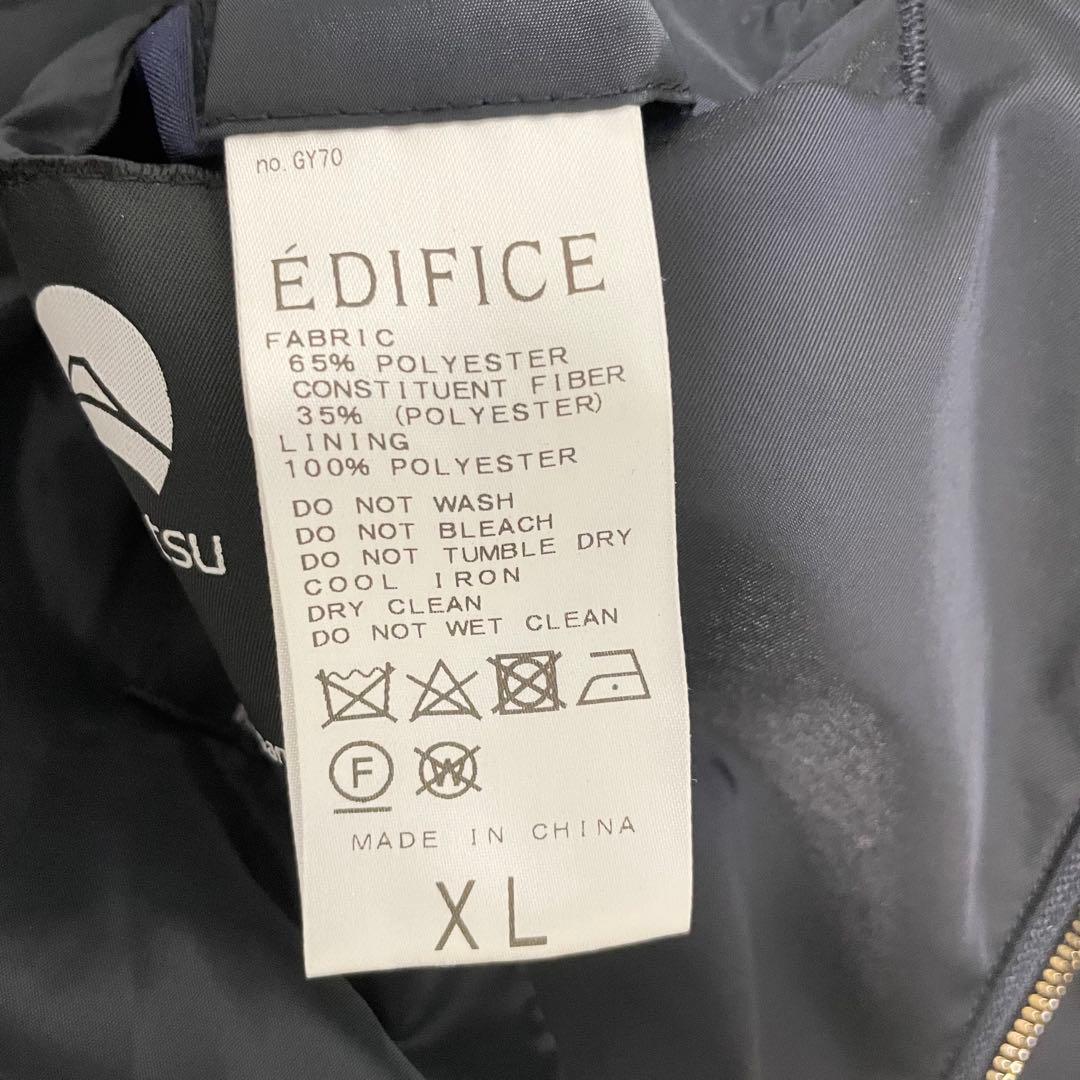 no. GY70
ÉDIFICE
FABRIC
65% POLYESTER
CONSTITUENT FIBER
35% (POLYESTER)
LINING
100% POLYESTER
DO NOT WASH
DO NOT BLEACH
DO NOT TUMBLE DRY
COOL IRON
DRY CLEAN
DO NOT WET CLEAN
F W
MADE IN CHINA
XL